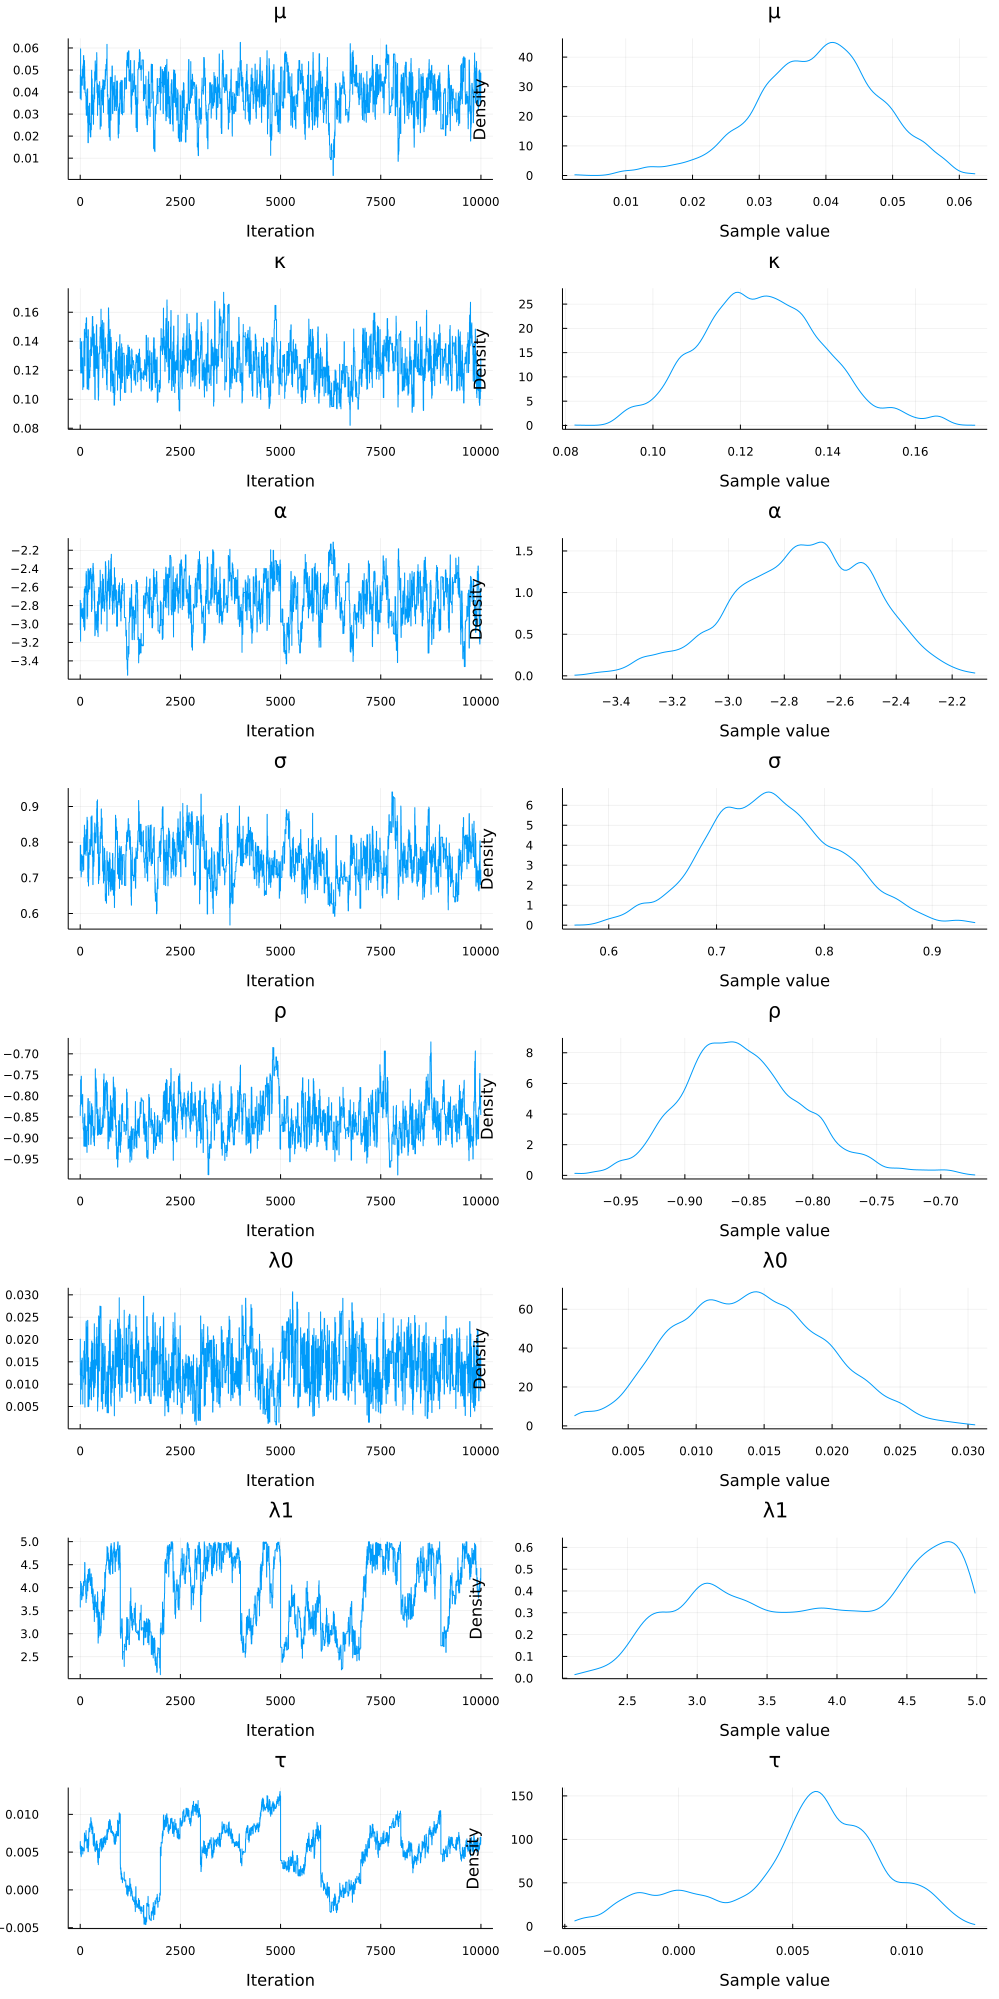 μ
μ
0.06
0.05
0.04
0.03
0.02
0.01
0 2500 5000 7500 10000
Iteration
Density
40
30
20
10
0
0.01 0.02 0.03 0.04 0.05 0.06
Sample value
κ
κ
0.16
0.14
0.12
0.10
0.08
0 2500 5000 7500 10000
Iteration
Density
25
20
15
10
5
0
0.08 0.10 0.12 0.14 0.16
Sample value
α
α
−2.2
−2.4
−2.6
−2.8
−3.0
−3.2
−3.4
0 2500 5000 7500 10000
Iteration
Density
1.5
1.0
0.5
0.0
−3.4 −3.2 −3.0 −2.8 −2.6 −2.4 −2.2
Sample value
σ
σ
0.9
0.8
0.7
0.6
0 2500 5000 7500 10000
Iteration
Density
6
5
4
3
2
1
0
0.6 0.7 0.8 0.9
Sample value
ρ
ρ
−0.70
−0.75
−0.80
−0.85
−0.90
−0.95
0 2500 5000 7500 10000
Iteration
Density
8
6
4
2
0
−0.95 −0.90 −0.85 −0.80 −0.75 −0.70
Sample value
λ0
λ0
0.030
0.025
0.020
0.015
0.010
0.005
0 2500 5000 7500 10000
Iteration
Density
60
40
20
0
0.005 0.010 0.015 0.020 0.025 0.030
Sample value
λ1
λ1
5.0
4.5
4.0
3.5
3.0
2.5
0 2500 5000 7500 10000
Iteration
Density
0.6
0.5
0.4
0.3
0.2
0.1
0.0
2.5 3.0 3.5 4.0 4.5 5.0
Sample value
τ
τ
0.010
0.005
0.000
−0.005
0 2500 5000 7500 10000
Iteration
Density
150
100
50
0
−0.005 0.000 0.005 0.010
Sample value